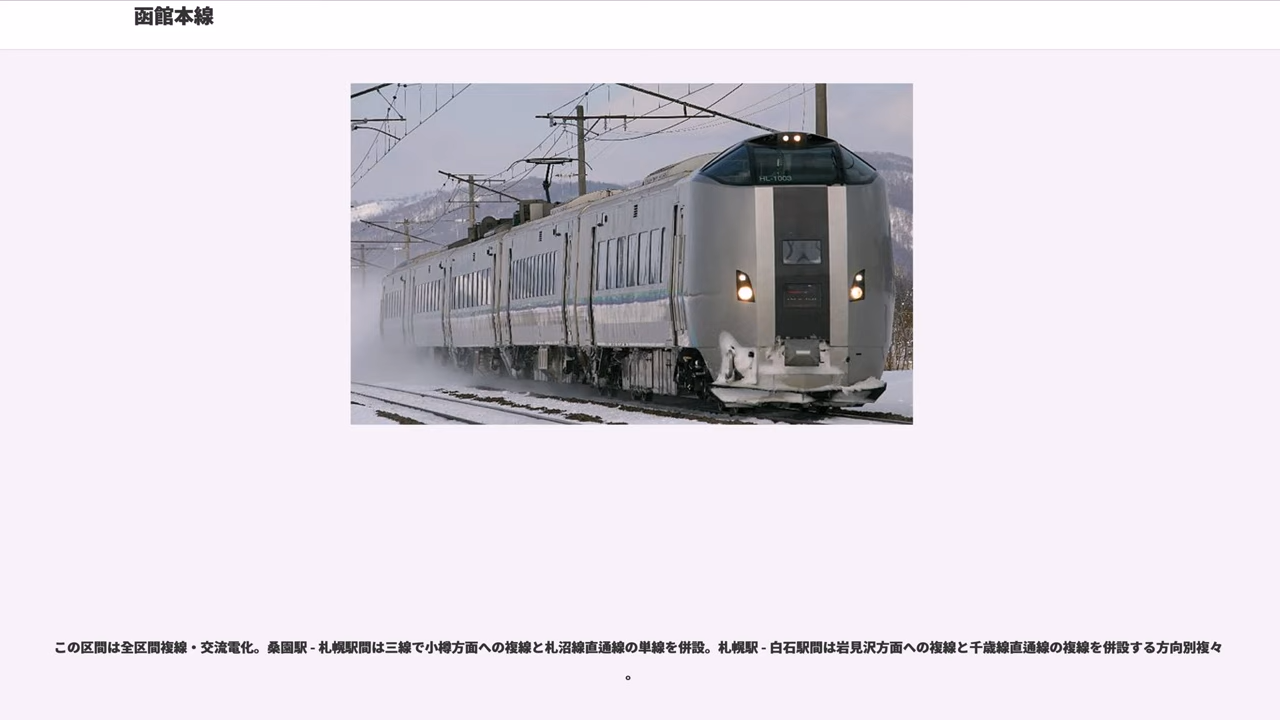 函館本線
HL-1003
この区間は全区間複線・交流電化。桑園駅 - 札幌駅間は三線で小樽方面への複線と札沼線直通線の単線を併設。札幌駅 - 白石駅間は岩見沢方面への複線と千歳線直通線の複線を併設する方向別複々
。